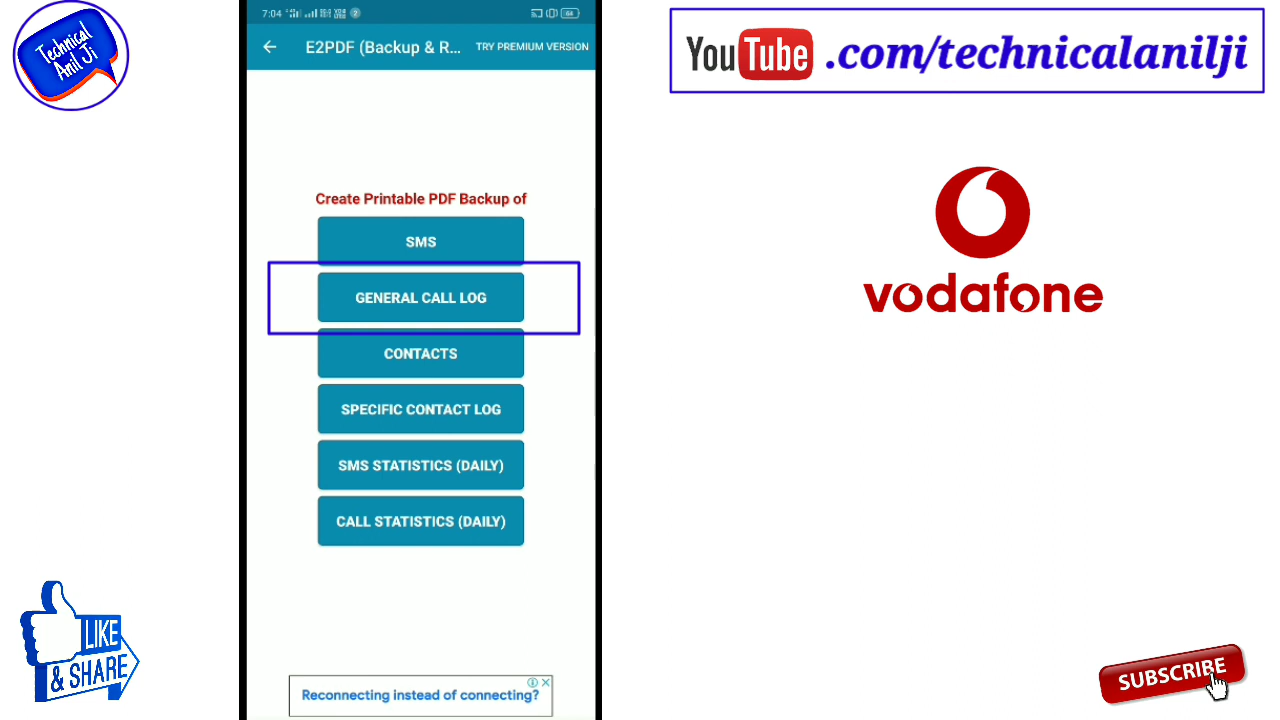 Technical
Anil Ji
7:04
2
64
E2PDF (Backup & R...
TRY PREMIUM VERSION
Create Printable PDF Backup of
SMS
GENERAL CALL LOG
CONTACTS
SPECIFIC CONTACT LOG
SMS STATISTICS (DAILY)
CALL STATISTICS (DAILY)
Reconnecting instead of connecting?
YouTube .com/technicalanilji
vodafone
LIKE
& SHARE
SUBSCRIBE